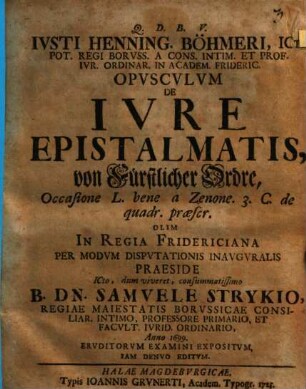 Q. D. B. V.
IVSTI HENNING. BÖHMERI, ICti
POT. REGI BORVSS. A CONS. INTIM. ET PROF.
IVR. ORDINAR. IN ACADEM. FRIDERIC.
OPVSCVLVM
DE
IVRE
EPISTALMATIS,
von Fürstlicher Ordre,
Occasione L. bene a Zenone. 3. C. de
quadr. præscr.
OLIM
IN REGIA FRIDERICIANA
PER MODVM DISPVTATIONIS INAVGVRALIS
PRAESIDE
ICto, dum viveret, consummatissimo
B. DN. SAMVELE STRYKIO,
REGIAE MAIESTATIS BORVSSICAE CONSI-
LIAR. INTIMO, PROFESSORE PRIMARIO, ET
FACVLT. IVRID. ORDINARIO,
Anno 1699.
ERVDITORVM EXAMINI EXPOSITVM,
IAM DENVO EDITVM.
HALAE MAGDEBVRGICAE,
Typis IOANNIS GRVNERTI, Academ. Typogr.